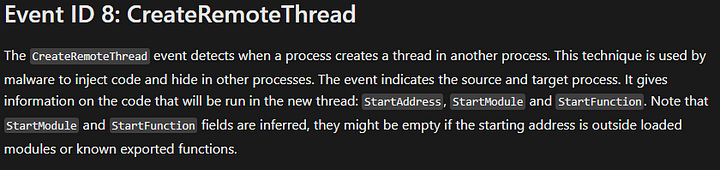 Event ID 8: CreateRemoteThread
The CreateRemoteThread event detects when a process creates a thread in another process. This technique is used by
malware to inject code and hide in other processes. The event indicates the source and target process. It gives
information on the code that will be run in the new thread: StartAddress, StartModule and StartFunction. Note that
StartModule and StartFunction fields are inferred, they might be empty if the starting address is outside loaded
modules or known exported functions.